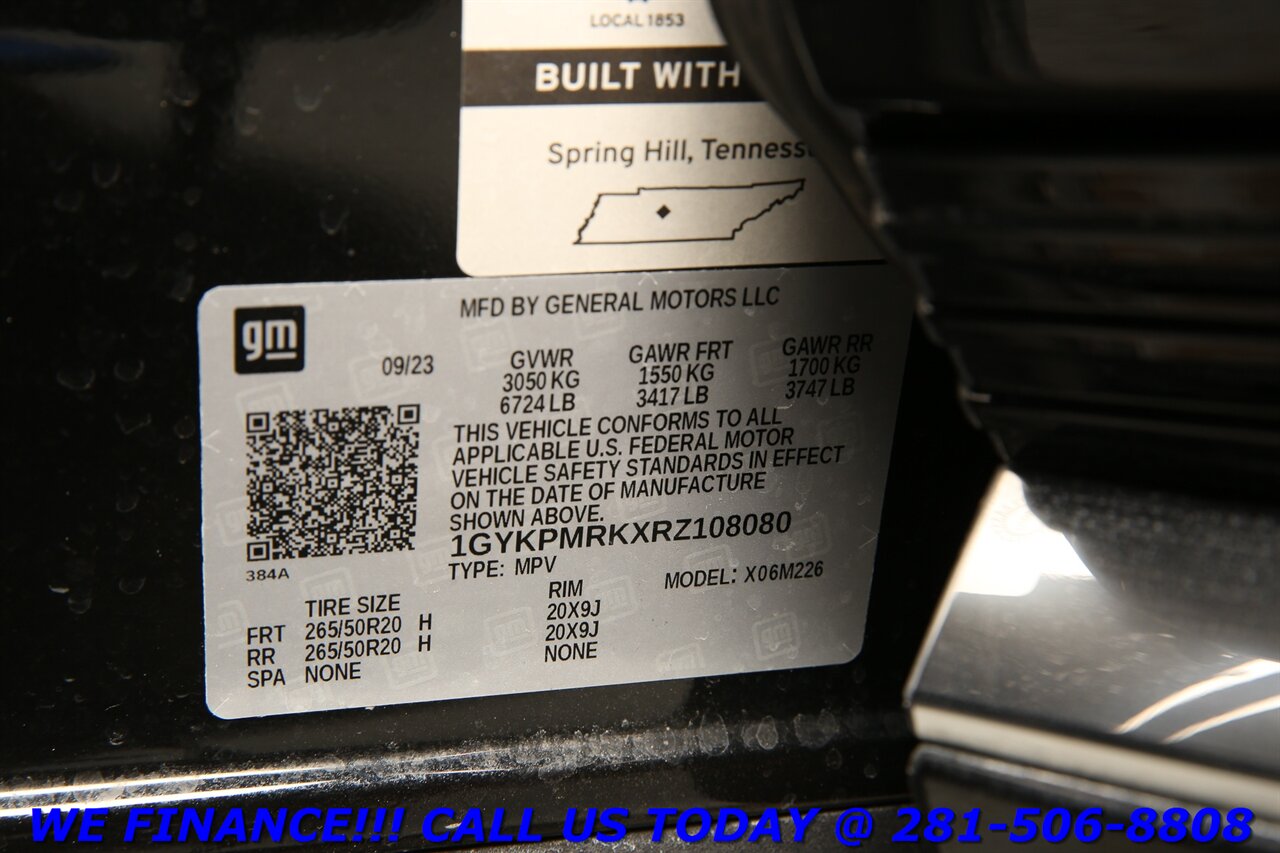 LOCAL 1853
BUILT WITH
Spring Hill,
gm
MFD BY GENERAL MOTORS LLC
09/23
GVWR
3050 KG
6724 LB
GAWR FRT
1550 KG
3417 LB
GAWR RR
1700 KG
3747 LB
THIS VEHICLE CONFORMS TO ALL
APPLICABLE U.S. FEDERAL MOTOR
VEHICLE SAFETY STANDARDS IN EFFECT
ON THE DATE OF MANUFACTURE
SHOWN ABOVE.
1GYKPMRKXRZ108080
TYPE: MPV
MODEL: X06M226
384A
TIRE SIZE RIM
FRT 265/50R20 H 20X9J
RR 265/50R20 H 20X9J
SPA NONE NONE
WE FINANCE!!! CALL US TODAY @ 281-506-8808